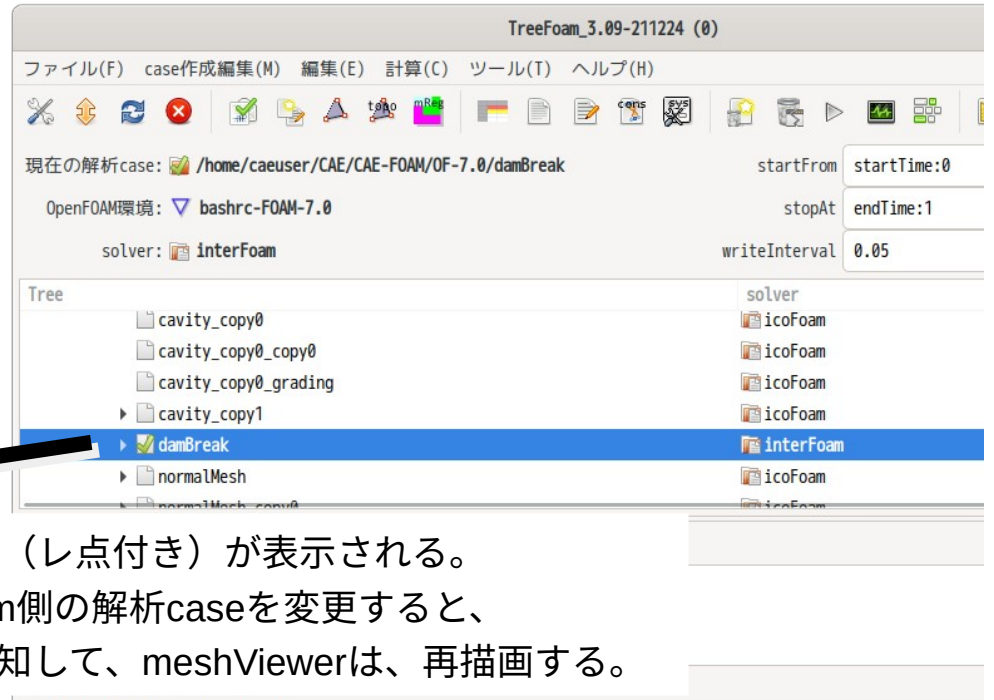 TreeFoam_3.09-211224 (0)
ファイル(F) case作成編集(M) 編集(E) 計算(C) ツール(T) ヘルプ(H)
topo mReg cons sys
現在の解析case: /home/caeuser/CAE/CAE-FOAM/OF-7.0/damBreak startFrom startTime:0
OpenFOAM環境: bashrc-FOAM-7.0 stopAt endTime:1
solver: interFoam writeInterval 0.05
Tree solver
cavity_copy0 icoFoam
cavity_copy0_copy0 icoFoam
cavity_copy0_grading icoFoam
cavity_copy1 icoFoam
damBreak interFoam
normalMesh icoFoam
normalMesh_copy0 icoFoam
（レ点付き）が表示される。
m側の解析caseを変更すると、
知して、meshViewerは、再描画する。